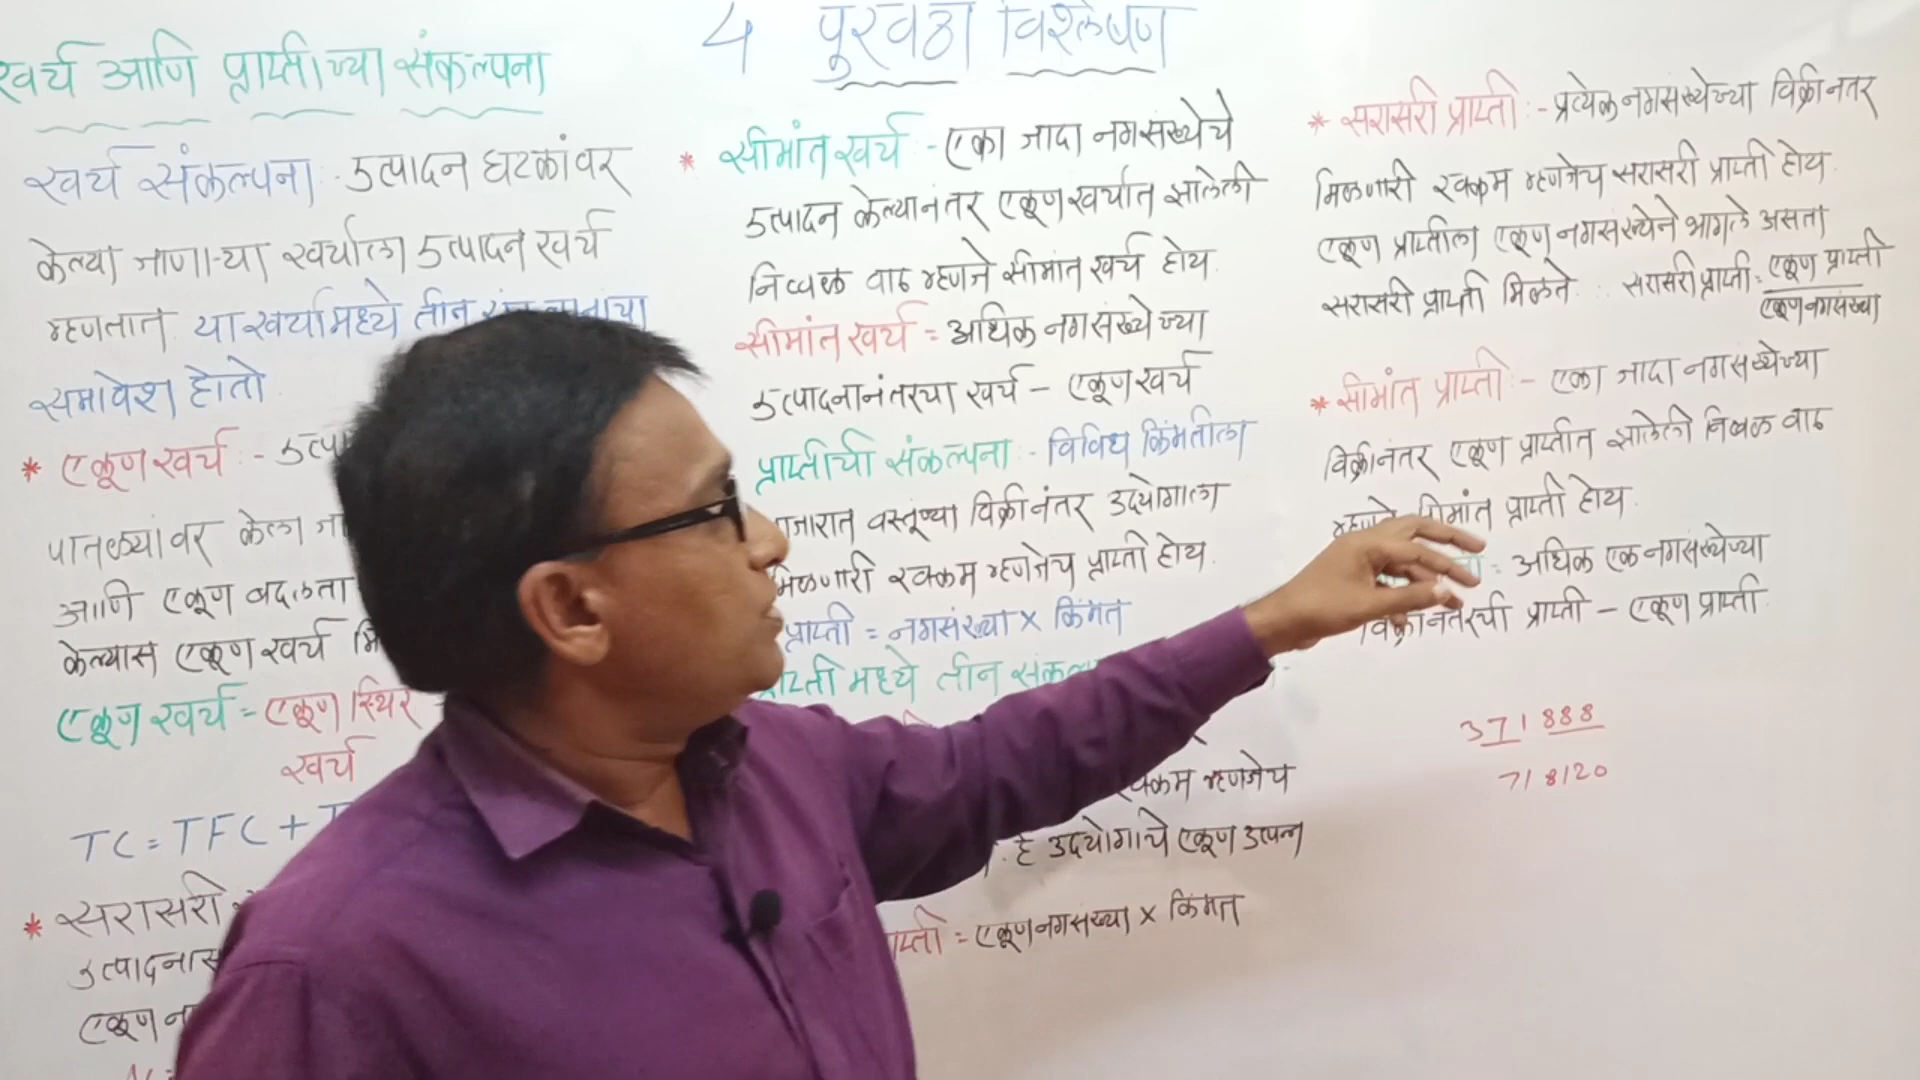 4 पुरवठा विश्लेषण
खर्च आणि प्राप्तीच्या संकल्पना
खर्च संकल्पना :- उत्पादन घटकांवर
केल्या जाणाऱ्या खर्चाला उत्पादन खर्च
म्हणतात. या खर्चामध्ये तीन संकल्पनांचा
समावेश होतो.
* एकूण खर्च :- उत्पा
पातळ्यांवर केला जा
आणि एकूण बदलता
केल्यास एकूण खर्च मि
एकूण खर्च = एकूण स्थिर
खर्च
TC = TFC + T
* सरासरी
उत्पादनास
एकूण न
* सीमांत खर्च :- एका जादा नगसंख्येचे
उत्पादन केल्यानंतर एकूण खर्चात झालेली
निव्वळ वाढ म्हणजे सीमांत खर्च होय.
सीमांत खर्च = अधिक नगसंख्येच्या
उत्पादनानंतरचा खर्च – एकूण खर्च
प्राप्तीची संकल्पना :- विविध किंमतीला
जारात वस्तूच्या विक्रीनंतर उद्योगाला
मिळणारी रक्कम म्हणजेच प्राप्ती होय.
प्राप्ती = नगसंख्या x किंमत
प्राप्ती मध्ये तीन संकल्प
रक्कम म्हणजेच
. हे उद्योगाचे एकूण उत्पन्न
प्राप्ती = एकूण नगसंख्या x किंमत
* सरासरी प्राप्ती :- प्रत्येक नगसंख्येच्या विक्रीनंतर
मिळणारी रक्कम म्हणजेच सरासरी प्राप्ती होय.
एकूण प्राप्तीला एकूण नगसंख्येने भागले असता
सरासरी प्राप्ती मिळते. सरासरी प्राप्ती = एकूण प्राप्ती
एकूण नगसंख्या
* सीमांत प्राप्ती :- एका जादा नगसंख्येच्या
विक्रीनंतर एकूण प्राप्तीत झालेली निव्वळ वाढ
म्हणजे सीमांत प्राप्ती होय.
= अधिक एक नगसंख्येच्या
विक्रीनंतरची प्राप्ती – एकूण प्राप्ती.
371888
718120